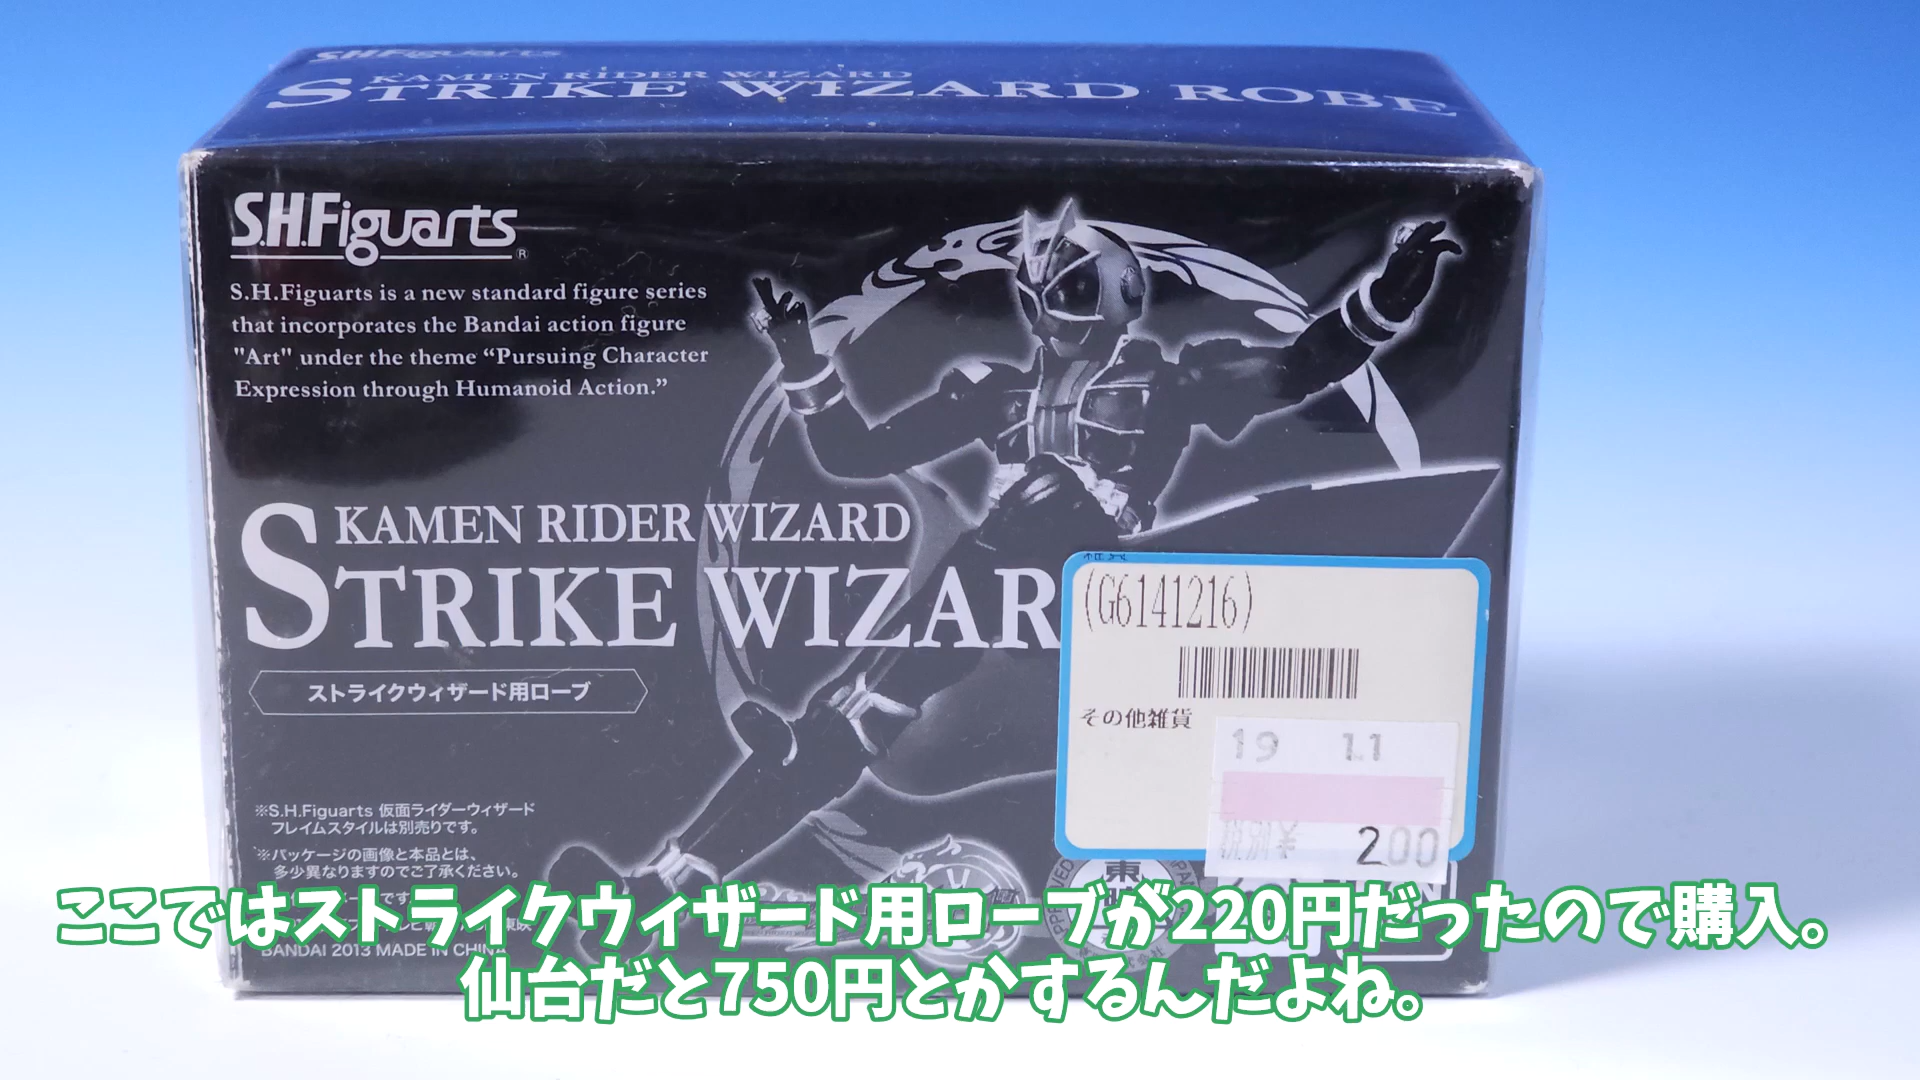 S.H.Figuarts
KAMEN RIDER WIZARD
STRIKE WIZARD ROBE
S.H.Figuarts®
S.H.Figuarts is a new standard figure series
that incorporates the Bandai action figure
"Art" under the theme “Pursuing Character
Expression through Humanoid Action.”
KAMEN RIDER WIZARD
STRIKE WIZAR
ストライクウィザード用ローブ
(G6141216)
その他雑貨
19 11
税別¥ 200
※S.H.Figuarts 仮面ライダーウィザード
フレイムスタイルは別売りです。
※パッケージの画像と本品とは、
多少異なりますのでご了承ください。
東映
BANDAI 2013 MADE IN CHINA
ここではストライクウィザード用ローブが220円だったので購入。
仙台だと750円とかするんだよね。